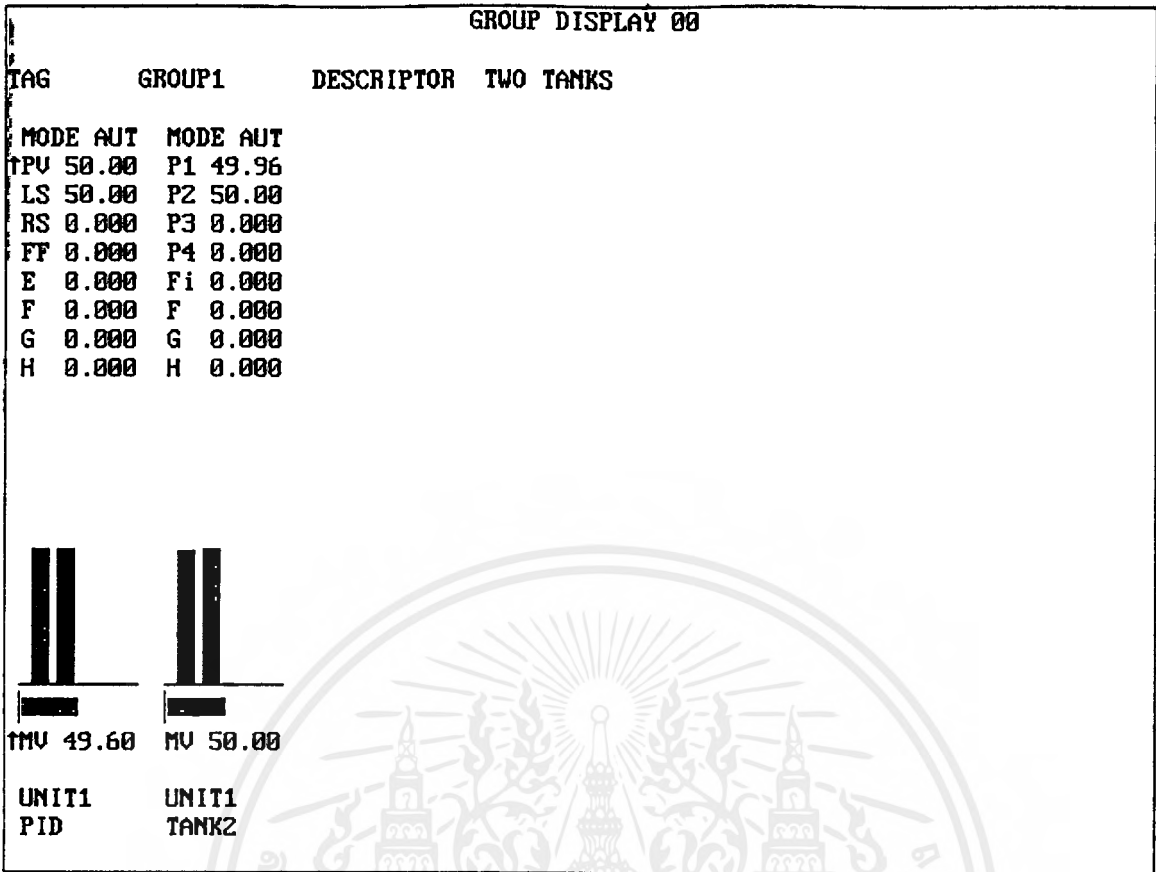 GROUP DISPLAY 00
TAG GROUP1 DESCRIPTOR TWO TANKS
MODE AUT MODE AUT
↑PV 50.00 P1 49.96
LS 50.00 P2 50.00
RS 0.000 P3 0.000
FF 0.000 P4 0.000
E 0.000 Fi 0.000
F 0.000 F 0.000
G 0.000 G 0.000
H 0.000 H 0.000
↑MV 49.60 MV 50.00
UNIT1 UNIT1
PID TANK2